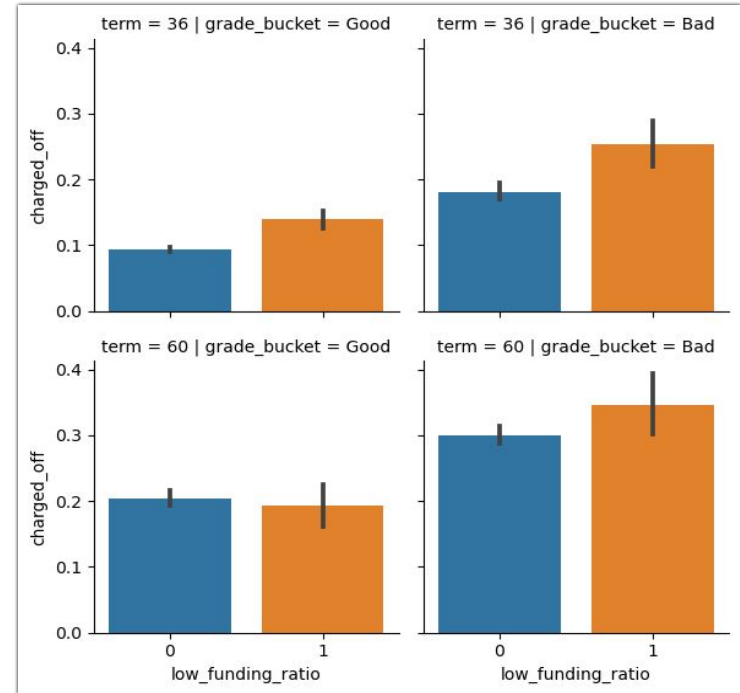 term = 36 | grade_bucket = Good
term = 36 | grade_bucket = Bad
0.4
0.3
0.2
0.1
0.0
charged_off
term = 60 | grade_bucket = Good
term = 60 | grade_bucket = Bad
0.4
0.3
0.2
0.1
0.0
charged_off
0
1
0
1
low_funding_ratio
low_funding_ratio